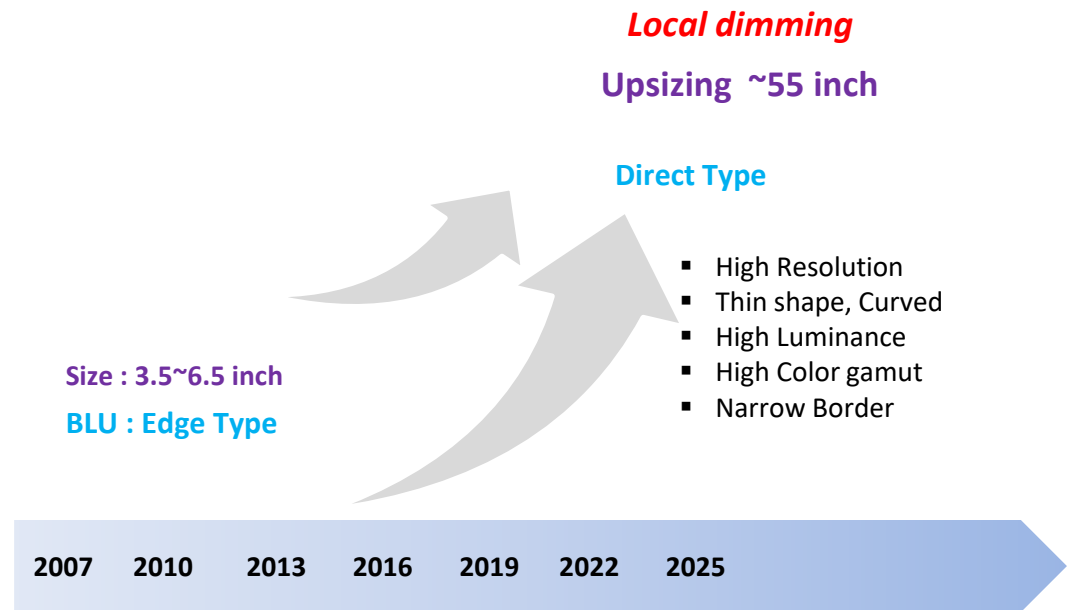 Local dimming
Upsizing ~55 inch
Direct Type
▪ High Resolution
▪ Thin shape, Curved
▪ High Luminance
▪ High Color gamut
▪ Narrow Border
Size : 3.5~6.5 inch
BLU : Edge Type
2007 2010 2013 2016 2019 2022 2025